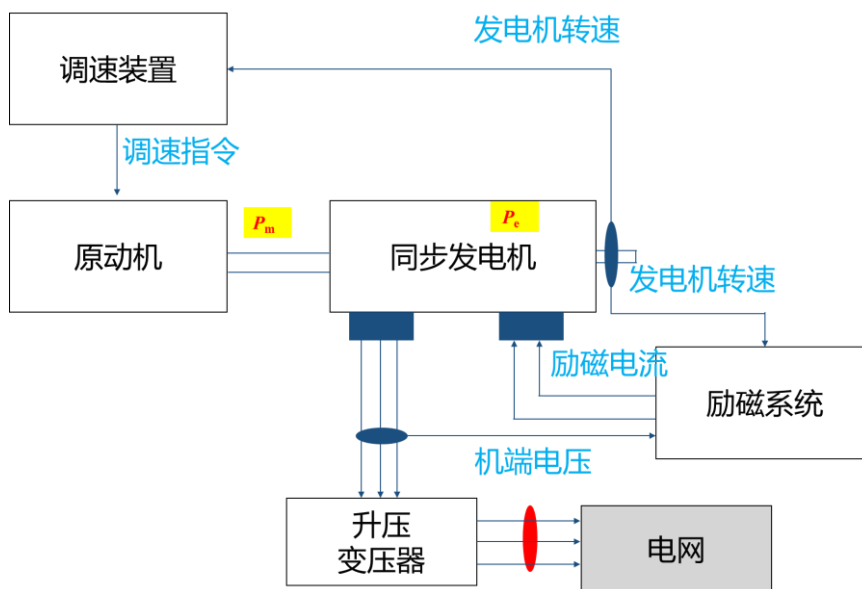 发电机转速
调速装置
调速指令
Pm
Pe
原动机
同步发电机
发电机转速
励磁电流
励磁系统
机端电压
升压
变压器
电网